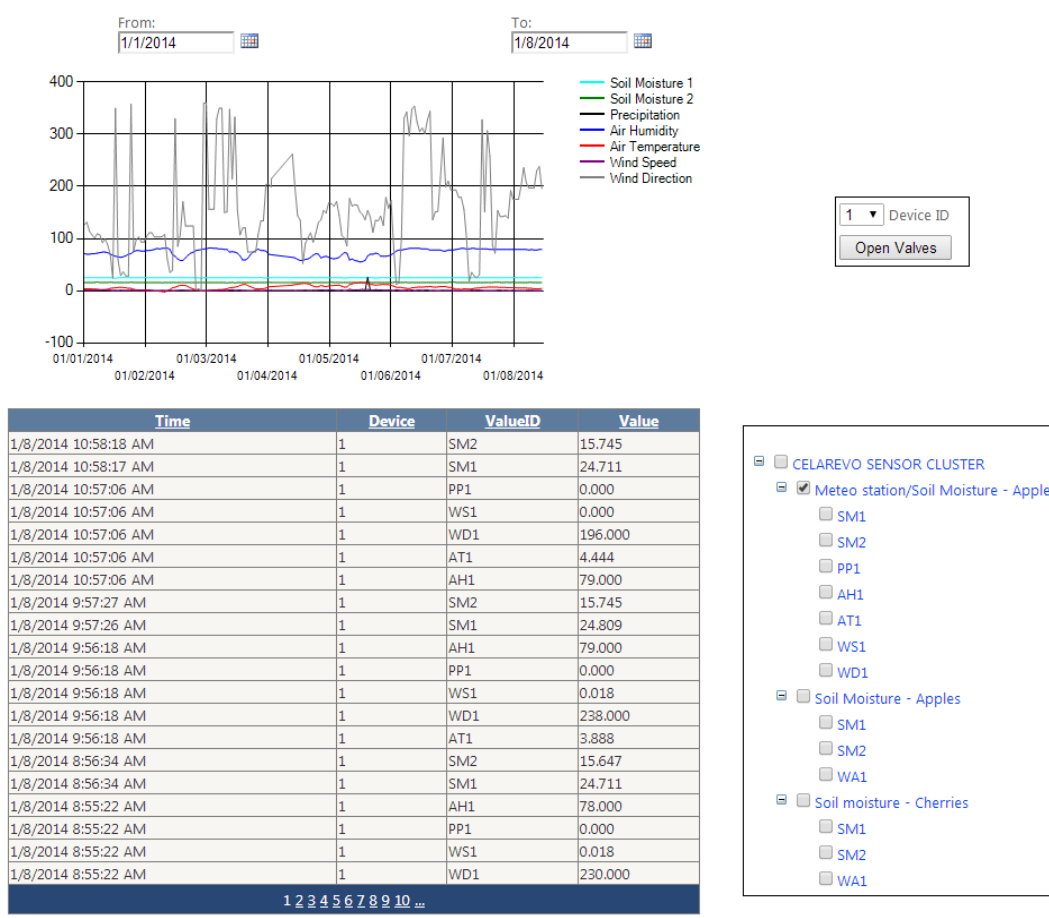 From:
1/1/2014
To:
1/8/2014
400
300
200
100
0
-100
01/01/2014
01/02/2014
01/03/2014
01/04/2014
01/05/2014
01/06/2014
01/07/2014
01/08/2014
Soil Moisture 1
Soil Moisture 2
Precipitation
Air Humidity
Air Temperature
Wind Speed
Wind Direction
1 Device ID
Open Valves
Time Device ValueID Value
1/8/2014 10:58:18 AM 1 SM2 15.745
1/8/2014 10:58:17 AM 1 SM1 24.711
1/8/2014 10:57:06 AM 1 PP1 0.000
1/8/2014 10:57:06 AM 1 WS1 0.000
1/8/2014 10:57:06 AM 1 WD1 196.000
1/8/2014 10:57:06 AM 1 AT1 4.444
1/8/2014 10:57:06 AM 1 AH1 79.000
1/8/2014 9:57:27 AM 1 SM2 15.745
1/8/2014 9:57:26 AM 1 SM1 24.809
1/8/2014 9:56:18 AM 1 AH1 79.000
1/8/2014 9:56:18 AM 1 PP1 0.000
1/8/2014 9:56:18 AM 1 WS1 0.018
1/8/2014 9:56:18 AM 1 WD1 238.000
1/8/2014 9:56:18 AM 1 AT1 3.888
1/8/2014 8:56:34 AM 1 SM2 15.647
1/8/2014 8:56:34 AM 1 SM1 24.711
1/8/2014 8:55:22 AM 1 AH1 78.000
1/8/2014 8:55:22 AM 1 PP1 0.000
1/8/2014 8:55:22 AM 1 WS1 0.018
1/8/2014 8:55:22 AM 1 WD1 230.000
1 2 3 4 5 6 7 8 9 10 ...
CELAREVO SENSOR CLUSTER
Meteo station/Soil Moisture - Apple
SM1
SM2
PP1
AH1
AT1
WS1
WD1
Soil Moisture - Apples
SM1
SM2
WA1
Soil moisture - Cherries
SM1
SM2
WA1